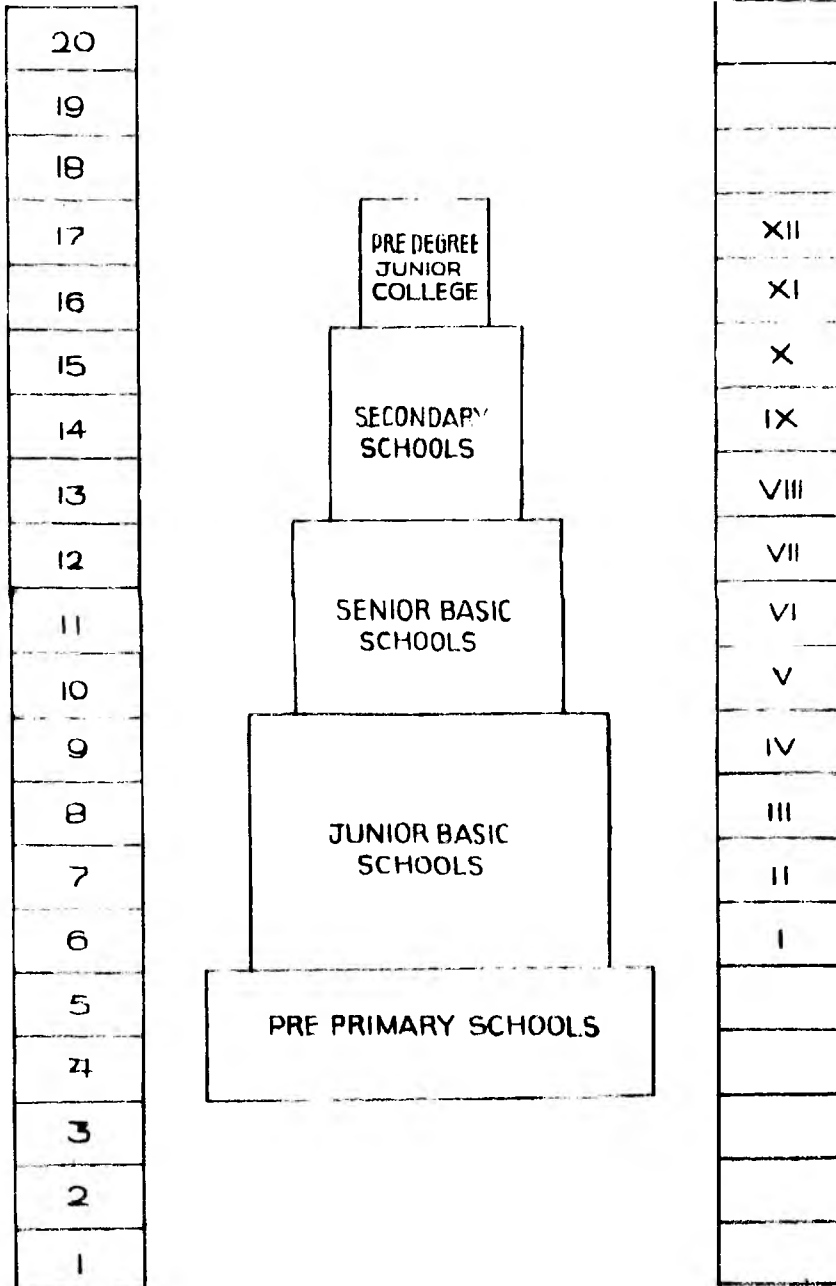 20
19
18
17
16
15
14
13
12
11
10
9
8
7
6
5
4
3
2
1
PRE DEGREE
JUNIOR
COLLEGE
SECONDARY
SCHOOLS
SENIOR BASIC
SCHOOLS
JUNIOR BASIC
SCHOOLS
PRE PRIMARY SCHOOLS
XII
XI
X
IX
VIII
VII
VI
V
IV
III
II
I